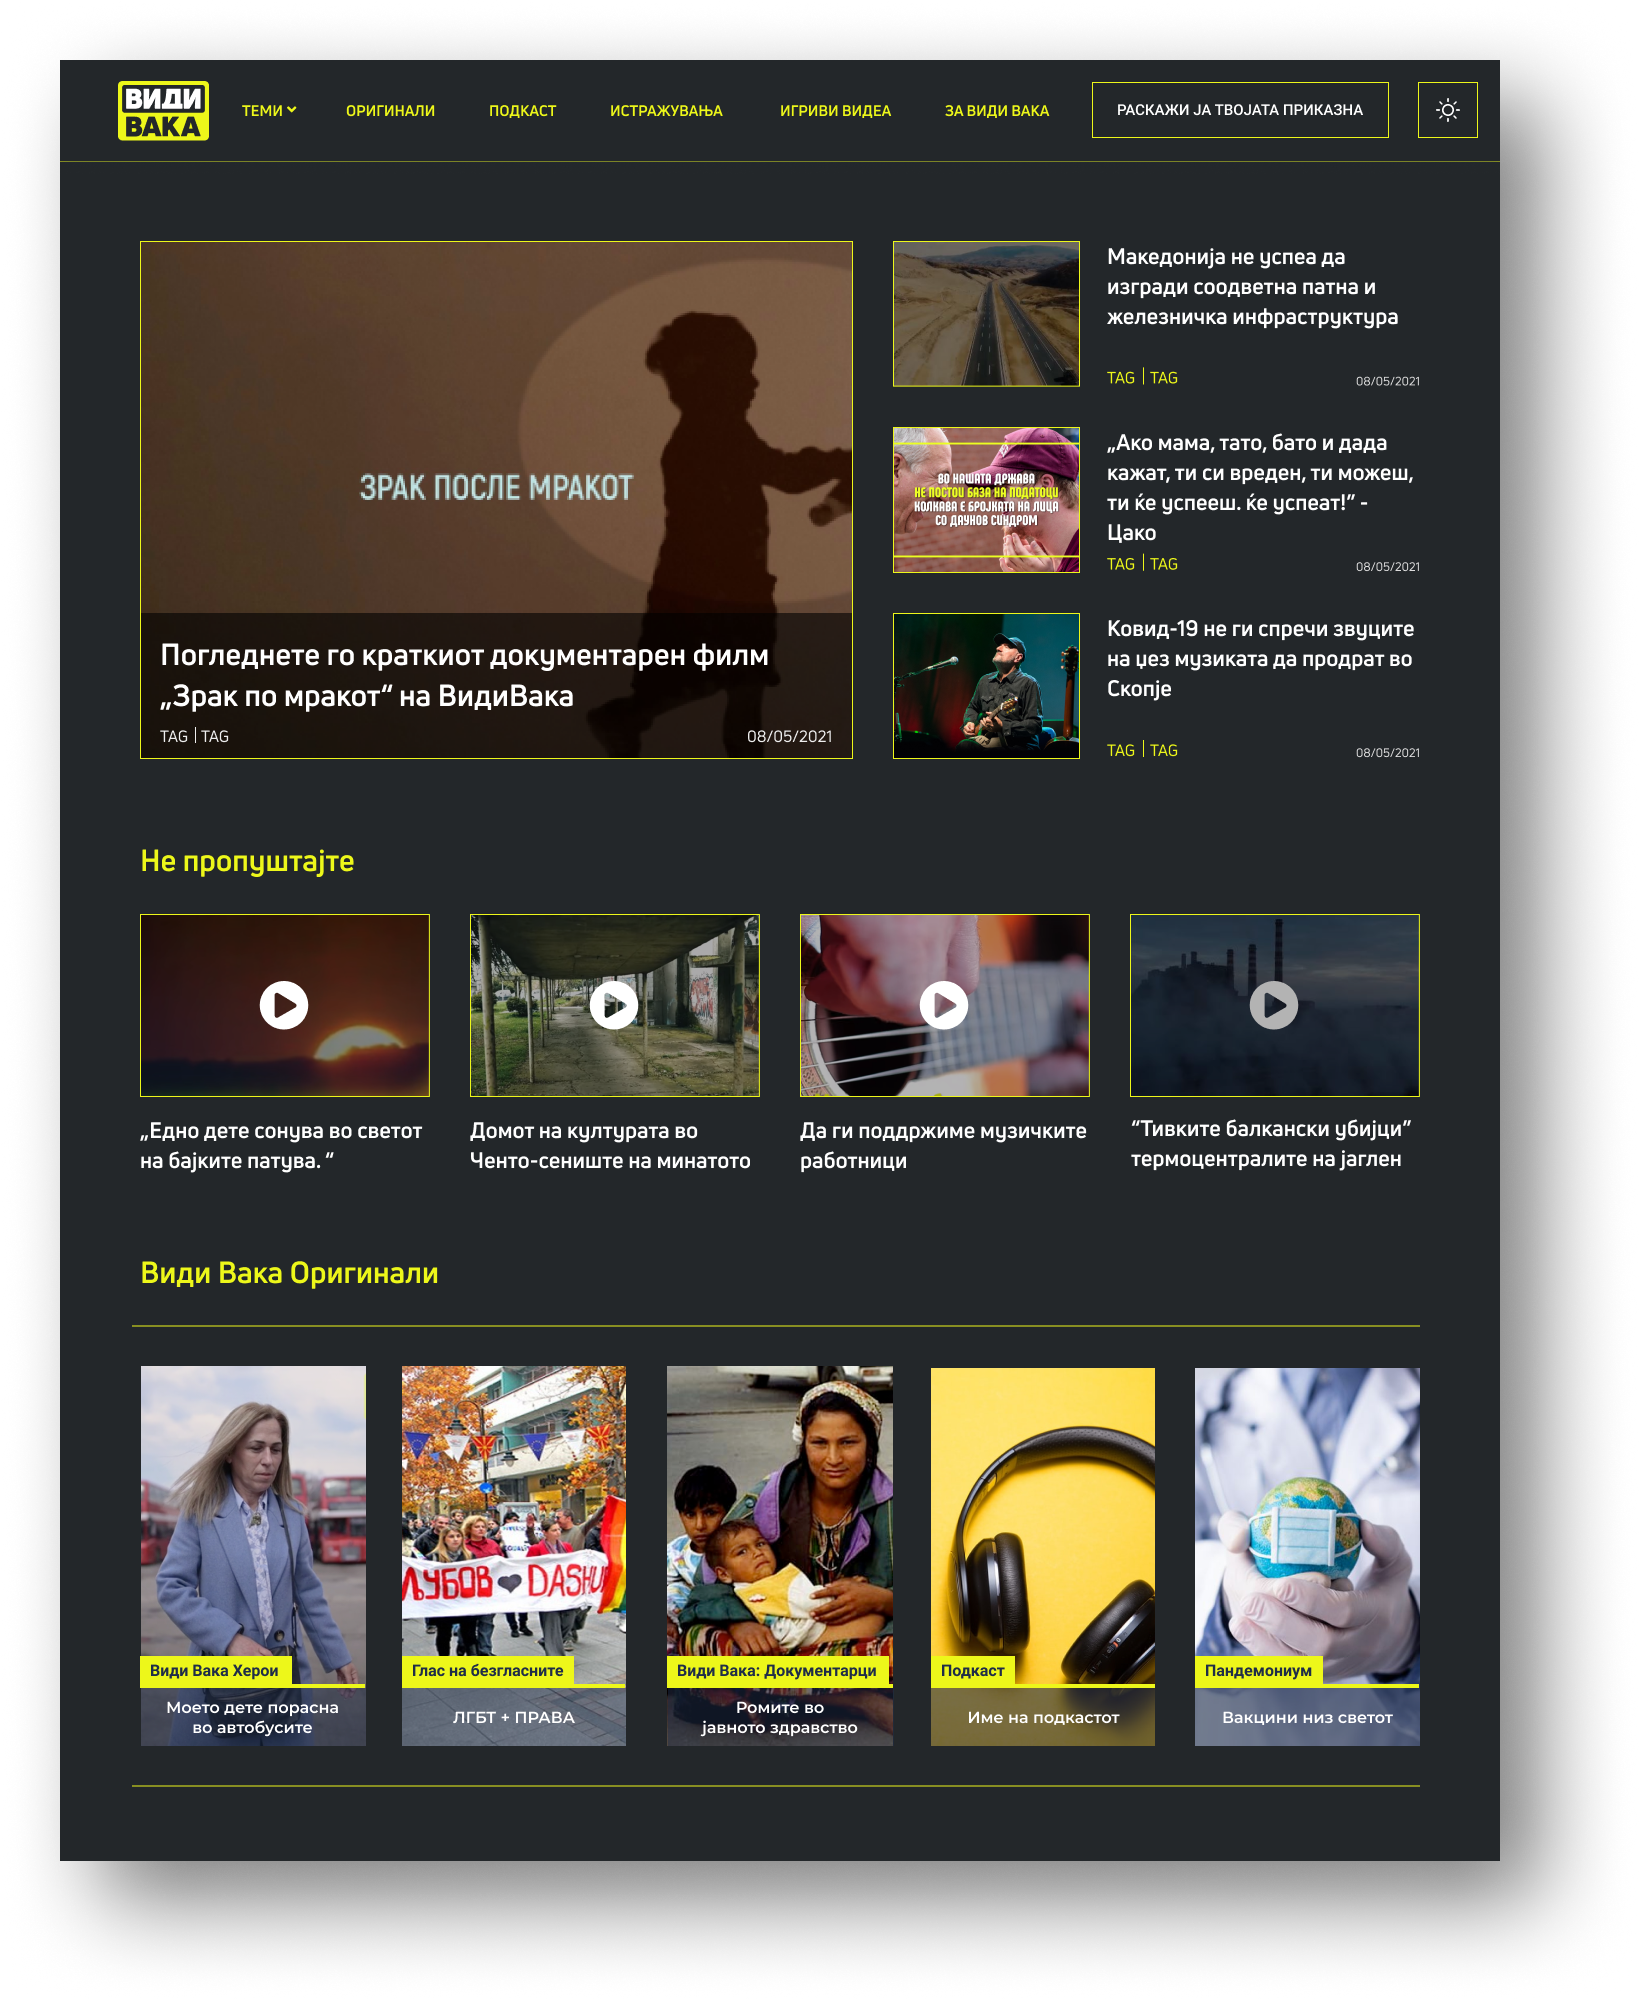 ВИДИ
ВАКА
ТЕМИ
ОРИГИНАЛИ
ПОДКАСТ
ИСТРАЖУВАЊА
ИГРИВИ ВИДЕА
ЗА ВИДИ ВАКА
РАСКАЖИ ЈА ТВОЈАТА ПРИКАЗНА
ЗРАК ПОСЛЕ МРАКОТ
Погледнете го краткиот документарен филм
„Зрак по мракот“ на ВидиВака
TAG | TAG
08/05/2021
Македонија не успеа да
изгради соодветна патна и
железничка инфраструктура
TAG | TAG
08/05/2021
ВО НАШАТА ДРЖАВА
НЕ ПОСТОИ БАЗА НА ПОДАТОЦИ
КОЛКАВА Е БРОЈКАТА НА ЛИЦА
СО ДАУНОВ СИНДРОМ
„Ако мама, тато, бато и дада
кажат, ти си вреден, ти можеш,
ти ќе успееш. ќе успеат!” -
Цако
TAG | TAG
08/05/2021
Ковид-19 не ги спречи звуците
на џез музиката да продрат во
Скопје
TAG | TAG
08/05/2021
Не пропуштајте
„Едно дете сонува во светот
на бајките патува. “
Домот на културата во
Ченто-сениште на минатото
Да ги поддржиме музичките
работници
“Тивките балкански убијци”
термоцентралите на јаглен
Види Вака Оригинали
Види Вака Херои
Моето дете порасна
во автобусите
ЉУБОВ DASHU
Глас на безгласните
ЛГБТ + ПРАВА
Види Вака: Документарци
Ромите во
јавното здравство
Подкаст
Име на подкастот
Пандемониум
Вакцини низ светот